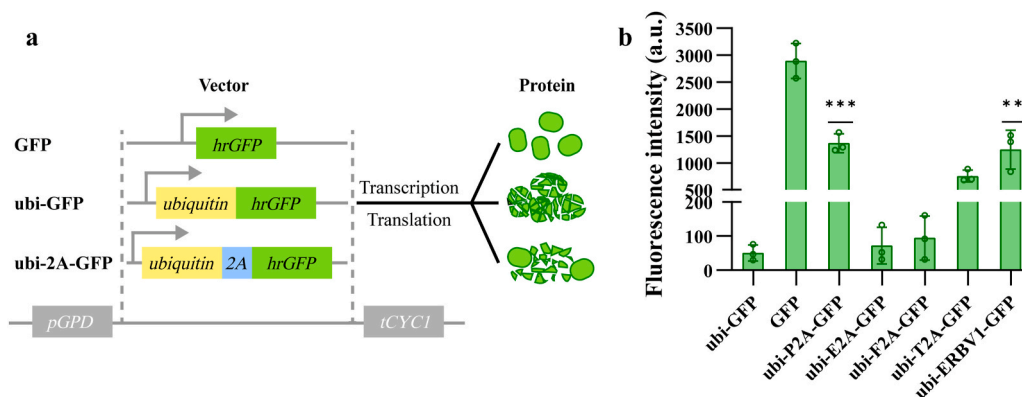 a
Vector
Protein
GFP
hrGFP
ubi-GFP
ubiquitin hrGFP
ubi-2A-GFP
ubiquitin 2A hrGFP
Transcription
Translation
pGPD
tCYC1
b
Fluorescence intensity (a.u.)
3500
3000
2500
2000
1500
1000
500
200
100
0
***
**
ubi-GFP
GFP
ubi-P2A-GFP
ubi-E2A-GFP
ubi-F2A-GFP
ubi-T2A-GFP
ubi-ERBV1-GFP